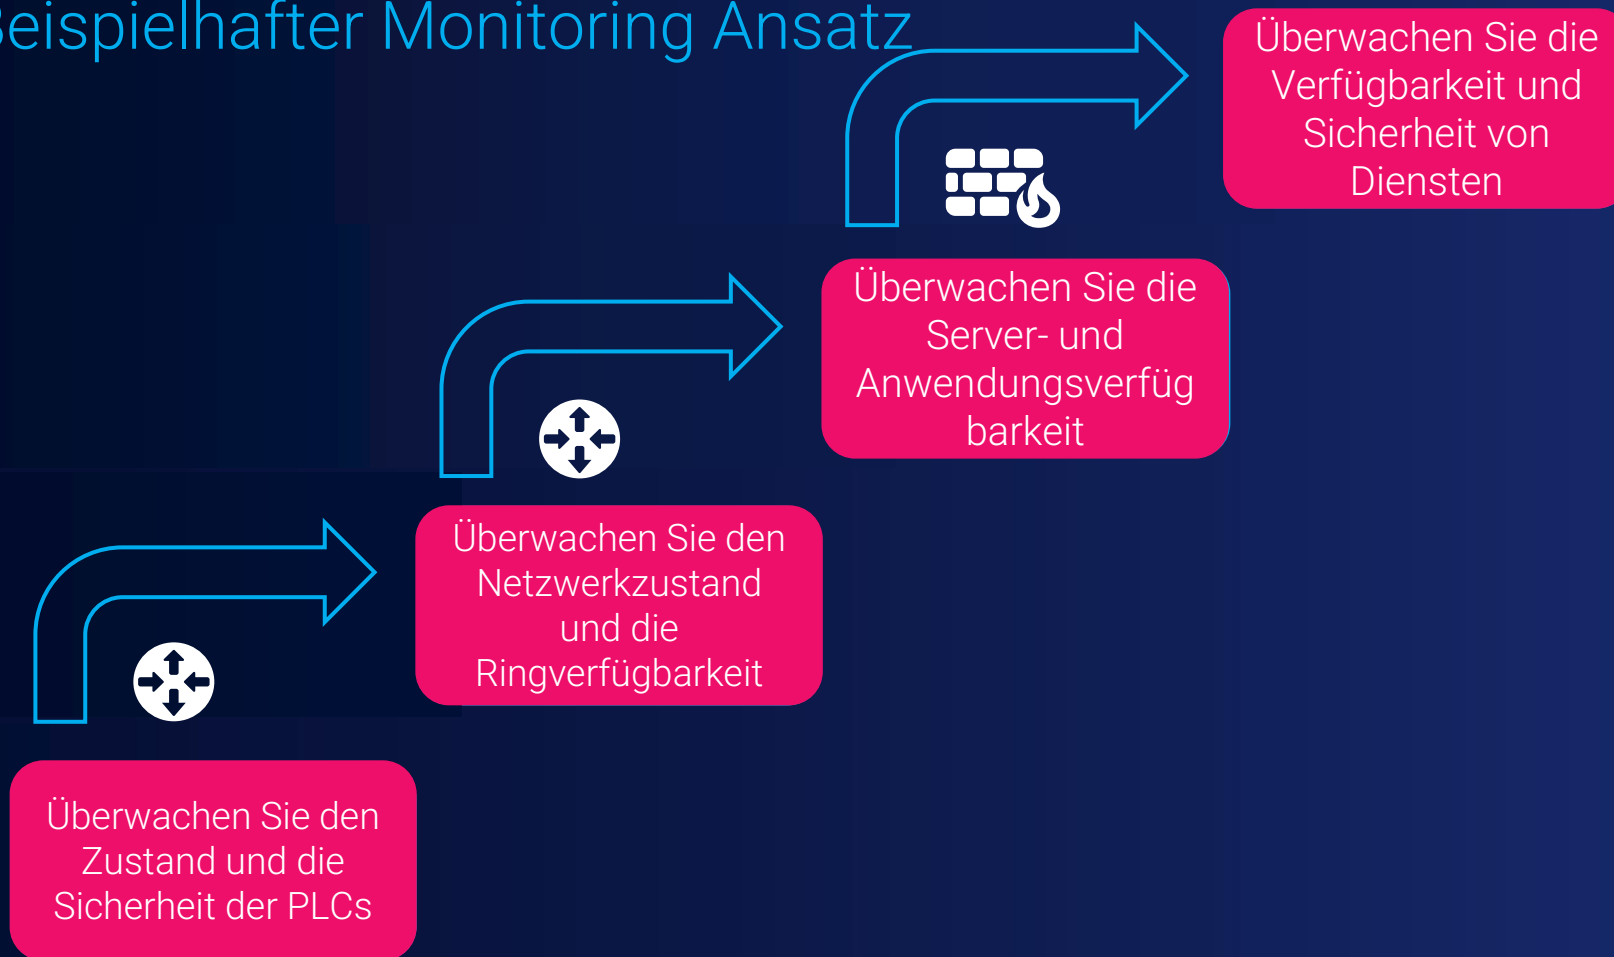 Beispielhafter Monitoring Ansatz
Überwachen Sie die
Verfügbarkeit und
Sicherheit von
Diensten
Überwachen Sie die
Server- und
Anwendungsverfüg
barkeit
Überwachen Sie den
Netzwerkzustand
und die
Ringverfügbarkeit
Überwachen Sie den
Zustand und die
Sicherheit der PLCs